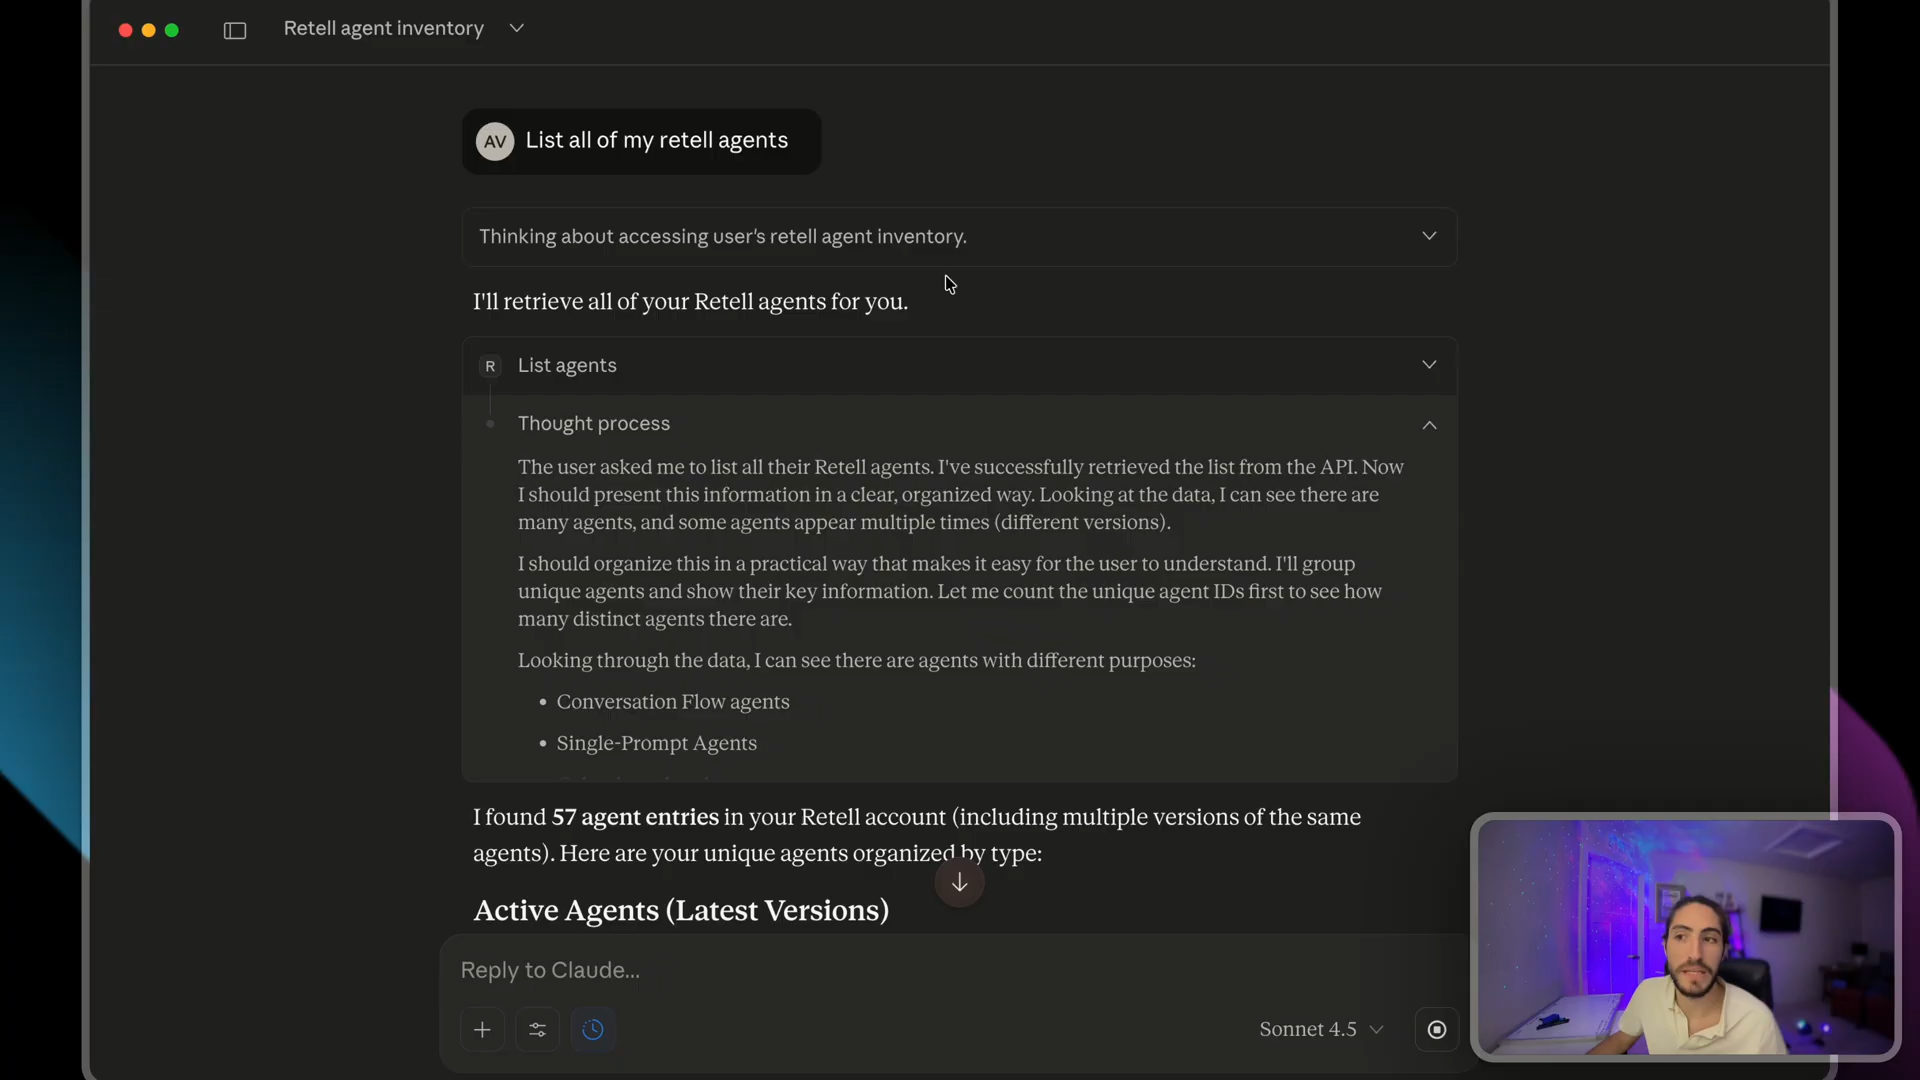 Retell agent inventory
AV List all of my retell agents
Thinking about accessing user's retell agent inventory.
I'll retrieve all of your Retell agents for you.
R List agents
Thought process
The user asked me to list all their Retell agents. I've successfully retrieved the list from the API. Now
I should present this information in a clear, organized way. Looking at the data, I can see there are
many agents, and some agents appear multiple times (different versions).
I should organize this in a practical way that makes it easy for the user to understand. I'll group
unique agents and show their key information. Let me count the unique agent IDs first to see how
many distinct agents there are.
Looking through the data, I can see there are agents with different purposes:
• Conversation Flow agents
• Single-Prompt Agents
I found 57 agent entries in your Retell account (including multiple versions of the same
agents). Here are your unique agents organized by type:
Active Agents (Latest Versions)
Reply to Claude...
Sonnet 4.5